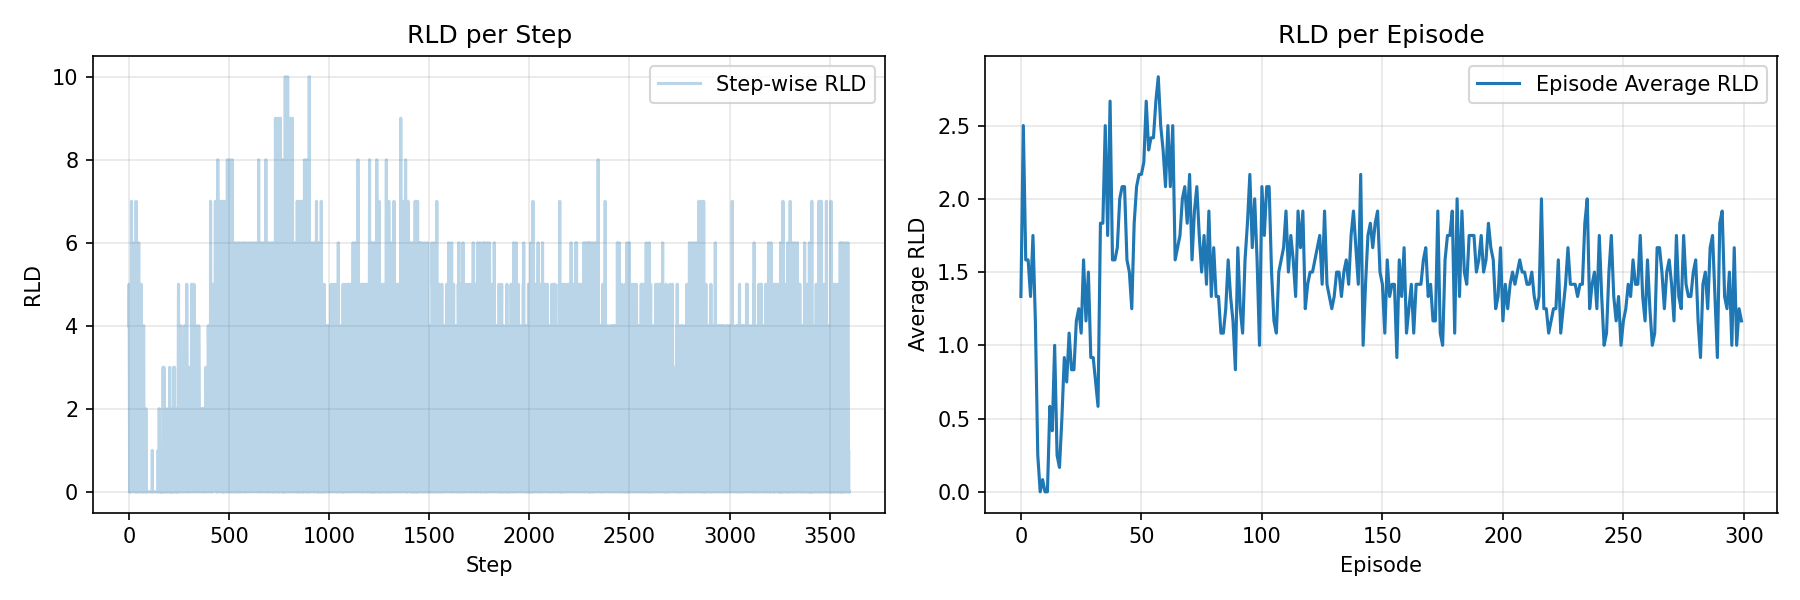 RLD per Step
RLD
10
8
6
4
2
0
Step-wise RLD
0 500 1000 1500 2000 2500 3000 3500
Step
RLD per Episode
Average RLD
2.5
2.0
1.5
1.0
0.5
0.0
Episode Average RLD
0 50 100 150 200 250 300
Episode